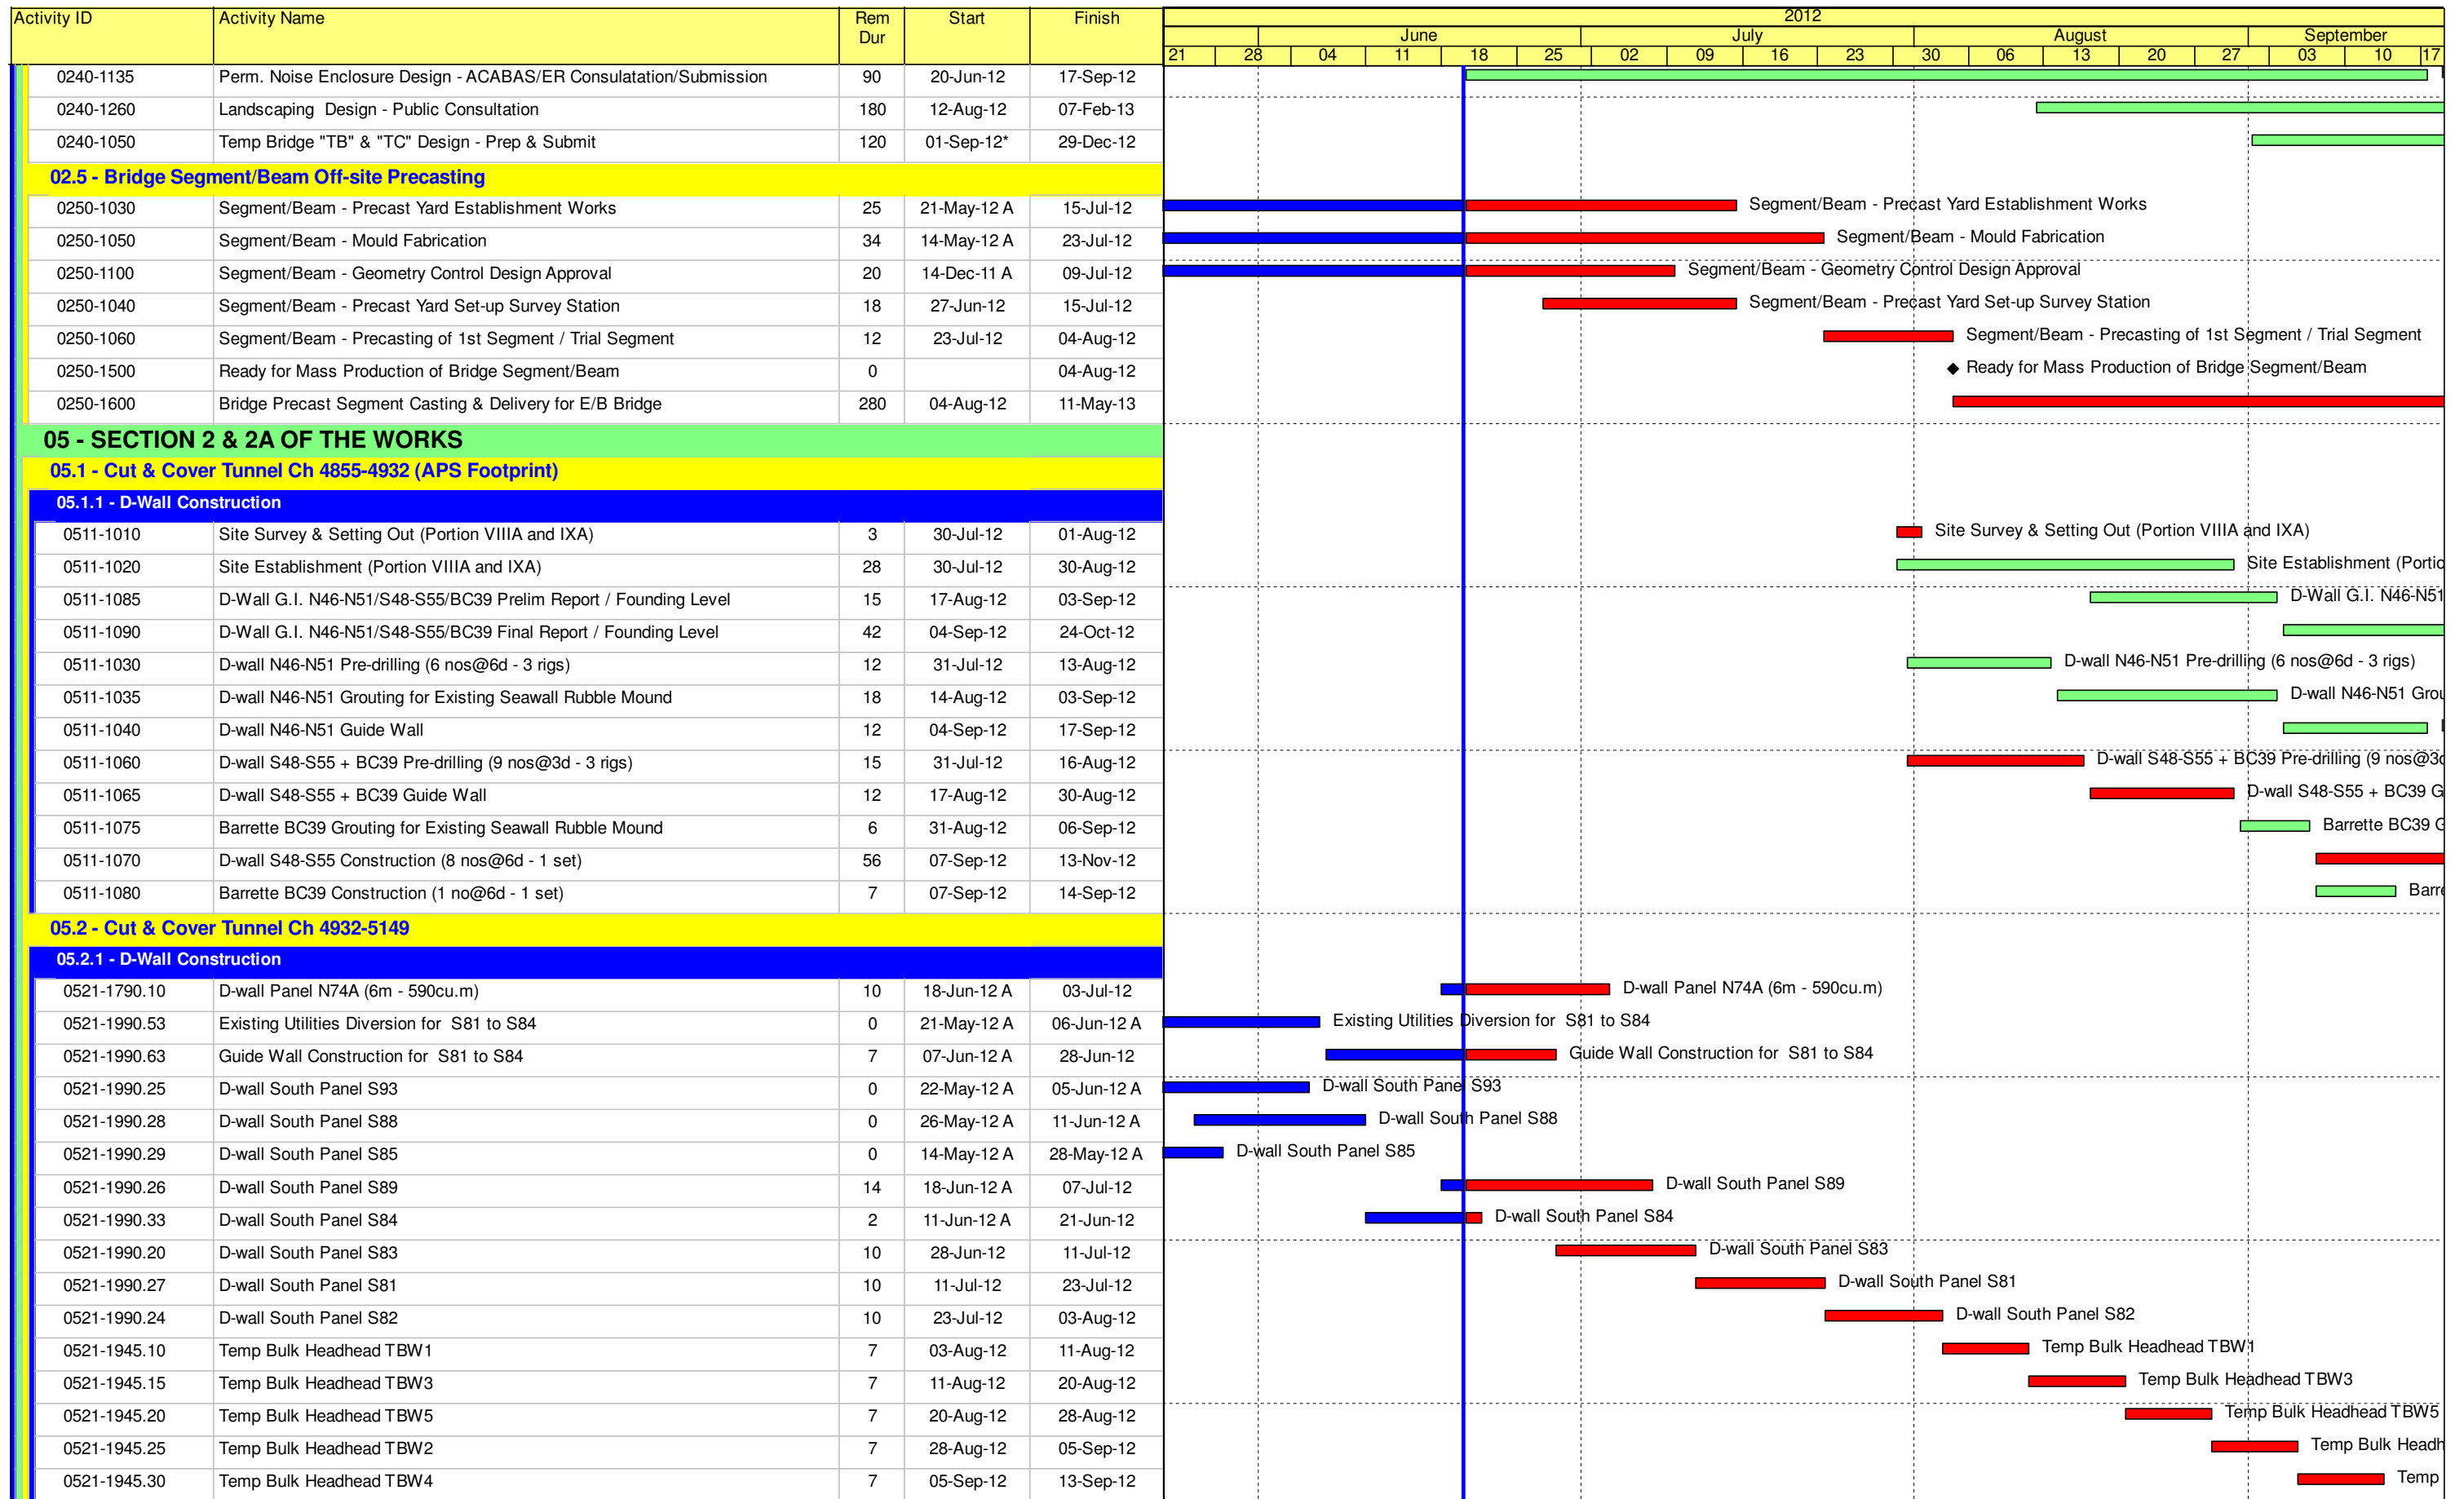 Activity ID Activity Name Rem Start Finish 2012
Dur June July August September
21 28 04 11 18 25 02 09 16 23 30 06 13 20 27 03 10 17
0240-1135 Perm. Noise Enclosure Design - ACABAS/ER Consulatation/Submission 90 20-Jun-12 17-Sep-12
0240-1260 Landscaping Design - Public Consultation 180 12-Aug-12 07-Feb-13
0240-1050 Temp Bridge "TB" & "TC" Design - Prep & Submit 120 01-Sep-12* 29-Dec-12
02.5 - Bridge Segment/Beam Off-site Precasting
0250-1030 Segment/Beam - Precast Yard Establishment Works 25 21-May-12 A 15-Jul-12 Segment/Beam - Precast Yard Establishment Works
0250-1050 Segment/Beam - Mould Fabrication 34 14-May-12 A 23-Jul-12 Segment/Beam - Mould Fabrication
0250-1100 Segment/Beam - Geometry Control Design Approval 20 14-Dec-11 A 09-Jul-12 Segment/Beam - Geometry Control Design Approval
0250-1040 Segment/Beam - Precast Yard Set-up Survey Station 18 27-Jun-12 15-Jul-12 Segment/Beam - Precast Yard Set-up Survey Station
0250-1060 Segment/Beam - Precasting of 1st Segment / Trial Segment 12 23-Jul-12 04-Aug-12 Segment/Beam - Precasting of 1st Segment / Trial Segment
0250-1500 Ready for Mass Production of Bridge Segment/Beam 0 04-Aug-12 Ready for Mass Production of Bridge Segment/Beam
0250-1600 Bridge Precast Segment Casting & Delivery for E/B Bridge 280 04-Aug-12 11-May-13
05 - SECTION 2 & 2A OF THE WORKS
05.1 - Cut & Cover Tunnel Ch 4855-4932 (APS Footprint)
05.1.1 - D-Wall Construction
0511-1010 Site Survey & Setting Out (Portion VIIIA and IXA) 3 30-Jul-12 01-Aug-12 Site Survey & Setting Out (Portion VIIIA and IXA)
0511-1020 Site Establishment (Portion VIIIA and IXA) 28 30-Jul-12 30-Aug-12 Site Establishment (Portio
0511-1085 D-Wall G.I. N46-N51/S48-S55/BC39 Prelim Report / Founding Level 15 17-Aug-12 03-Sep-12 D-Wall G.I. N46-N51
0511-1090 D-Wall G.I. N46-N51/S48-S55/BC39 Final Report / Founding Level 42 04-Sep-12 24-Oct-12
0511-1030 D-wall N46-N51 Pre-drilling (6 nos@6d - 3 rigs) 12 31-Jul-12 13-Aug-12 D-wall N46-N51 Pre-drilling (6 nos@6d - 3 rigs)
0511-1035 D-wall N46-N51 Grouting for Existing Seawall Rubble Mound 18 14-Aug-12 03-Sep-12 D-wall N46-N51 Grou
0511-1040 D-wall N46-N51 Guide Wall 12 04-Sep-12 17-Sep-12
0511-1060 D-wall S48-S55 + BC39 Pre-drilling (9 nos@3d - 3 rigs) 15 31-Jul-12 16-Aug-12 D-wall S48-S55 + BC39 Pre-drilling (9 nos@3d
0511-1065 D-wall S48-S55 + BC39 Guide Wall 12 17-Aug-12 30-Aug-12 D-wall S48-S55 + BC39 G
0511-1075 Barrette BC39 Grouting for Existing Seawall Rubble Mound 6 31-Aug-12 06-Sep-12 Barrette BC39 G
0511-1070 D-wall S48-S55 Construction (8 nos@6d - 1 set) 56 07-Sep-12 13-Nov-12
0511-1080 Barrette BC39 Construction (1 no@6d - 1 set) 7 07-Sep-12 14-Sep-12 Barre
05.2 - Cut & Cover Tunnel Ch 4932-5149
05.2.1 - D-Wall Construction
0521-1790.10 D-wall Panel N74A (6m - 590cu.m) 10 18-Jun-12 A 03-Jul-12 D-wall Panel N74A (6m - 590cu.m)
0521-1990.53 Existing Utilities Diversion for S81 to S84 0 21-May-12 A 06-Jun-12 A Existing Utilities Diversion for S81 to S84
0521-1990.63 Guide Wall Construction for S81 to S84 7 07-Jun-12 A 28-Jun-12 Guide Wall Construction for S81 to S84
0521-1990.25 D-wall South Panel S93 0 22-May-12 A 05-Jun-12 A D-wall South Panel S93
0521-1990.28 D-wall South Panel S88 0 26-May-12 A 11-Jun-12 A D-wall South Panel S88
0521-1990.29 D-wall South Panel S85 0 14-May-12 A 28-May-12 A D-wall South Panel S85
0521-1990.26 D-wall South Panel S89 14 18-Jun-12 A 07-Jul-12 D-wall South Panel S89
0521-1990.33 D-wall South Panel S84 2 11-Jun-12 A 21-Jun-12 D-wall South Panel S84
0521-1990.20 D-wall South Panel S83 10 28-Jun-12 11-Jul-12 D-wall South Panel S83
0521-1990.27 D-wall South Panel S81 10 11-Jul-12 23-Jul-12 D-wall South Panel S81
0521-1990.24 D-wall South Panel S82 10 23-Jul-12 03-Aug-12 D-wall South Panel S82
0521-1945.10 Temp Bulk Headhead TBW1 7 03-Aug-12 11-Aug-12 Temp Bulk Headhead TBW1
0521-1945.15 Temp Bulk Headhead TBW3 7 11-Aug-12 20-Aug-12 Temp Bulk Headhead TBW3
0521-1945.20 Temp Bulk Headhead TBW5 7 20-Aug-12 28-Aug-12 Temp Bulk Headhead TBW5
0521-1945.25 Temp Bulk Headhead TBW2 7 28-Aug-12 05-Sep-12 Temp Bulk Headh
0521-1945.30 Temp Bulk Headhead TBW4 7 05-Sep-12 13-Sep-12 Temp